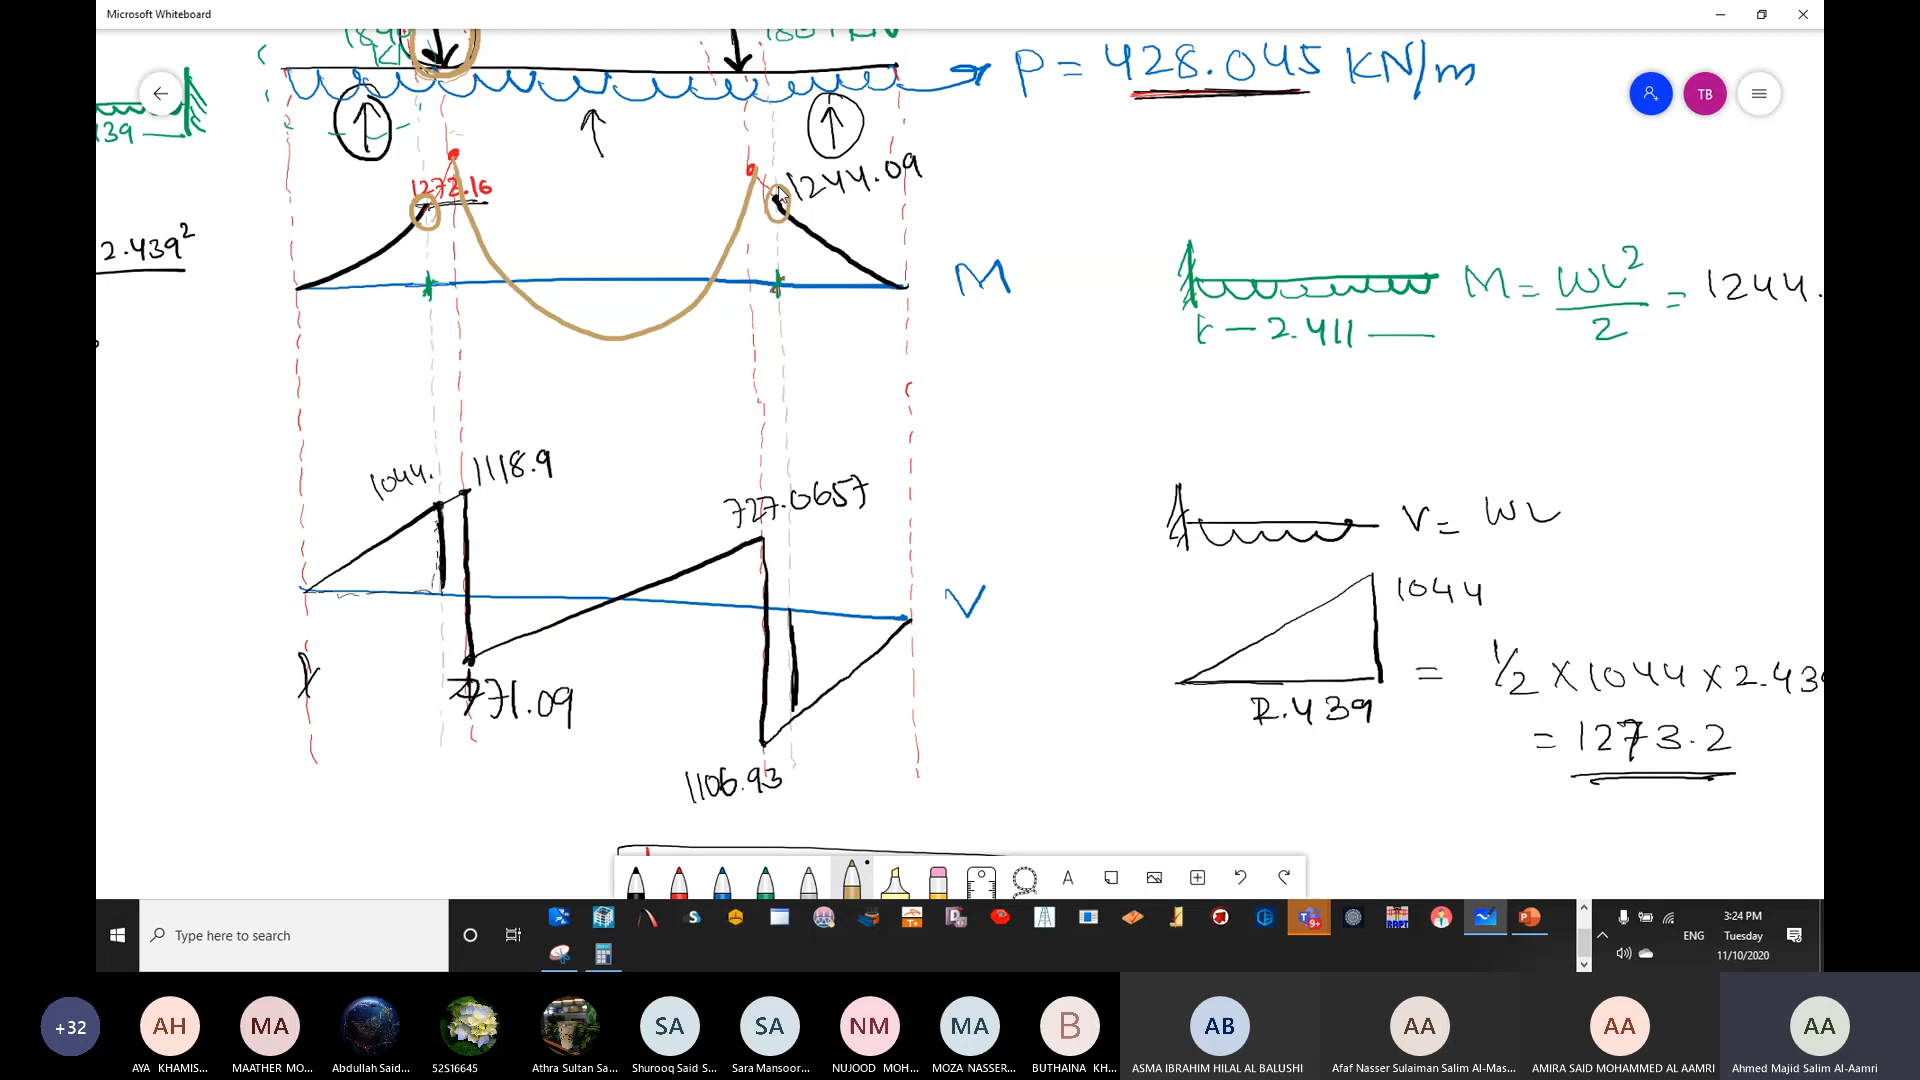 Microsoft Whiteboard
P = 428.045 KN/m
TB
139
1272.16
1244.09
2.439²
M
M = WL²/2 = 1244.
2.411
1044.
1118.9
727.0657
V = WL
V
1044
771.09
2.439
= 1/2 X 1044 X 2.439
= 1273.2
1106.93
A
Type here to search
9+
3:24 PM
ENG
Tuesday
11/10/2020
+32
AH
MA
SA
SA
NM
MA
B
AB
AA
AA
AA
AYA KHAMIS...
MAATHER MO...
Abdullah Said...
52S16645
Athra Sultan Sa...
Shurooq Said S...
Sara Mansoor...
NUJOOD MOH...
MOZA NASSER...
BUTHAINA KH...
ASMA IBRAHIM HILAL AL BALUSHI
Afaf Nasser Sulaiman Salim Al-Mas...
AMIRA SAID MOHAMMED AL AAMRI
Ahmed Majid Salim Al-Aamri